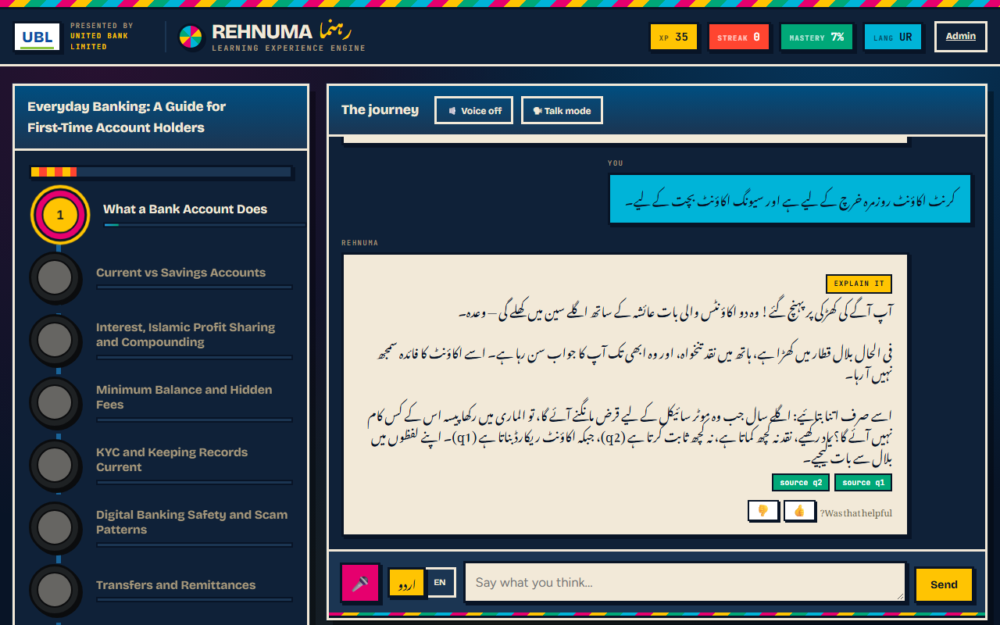 UBL
PRESENTED BY
UNITED BANK
LIMITED
REHNUMA رہنما
LEARNING EXPERIENCE ENGINE
XP 35
STREAK 0
MASTERY 7%
LANG UR
Admin
Everyday Banking: A Guide for
First-Time Account Holders
1
What a Bank Account Does
Current vs Savings Accounts
Interest, Islamic Profit Sharing
and Compounding
Minimum Balance and Hidden
Fees
KYC and Keeping Records
Current
Digital Banking Safety and Scam
Patterns
Transfers and Remittances
The journey
Voice off
Talk mode
YOU
کرنٹ اکاؤنٹ روزمرہ خرچ کے لیے ہے اور سیونگ اکاؤنٹ بچت کے لیے۔
REHNUMA
EXPLAIN IT
آپ آگے کی کھڑکی پر پہنچ گئے! وہ دو اکاؤنٹس والی بات عائشہ کے ساتھ اگلے سین میں کھلے گی — وعدہ۔
فی الحال بلال قطار میں کھڑا ہے، ہاتھ میں نقد تنخواہ، اور وہ ابھی تک آپ کا جواب سن رہا ہے۔ اسے اکاؤنٹ کا فائدہ سمجھ
نہیں آ رہا۔
اسے صرف اتنا بتائیے: اگلے سال جب وہ موٹر سائیکل کے لیے قرض مانگنے آئے گا، تو الماری میں رکھا پیسہ اس کے کس کام
نہیں آئے گا؟ یاد رکھیے، نقد نہ کچھ کماتا ہے، نہ کچھ ثابت کرتا ہے (q2)، جبکہ اکاؤنٹ ریکارڈ بناتا ہے (q1)۔ اپنے لفظوں میں
بلال سے بات کیجیے۔
source q1
source q2
Was that helpful?
اردو
EN
Say what you think…
Send